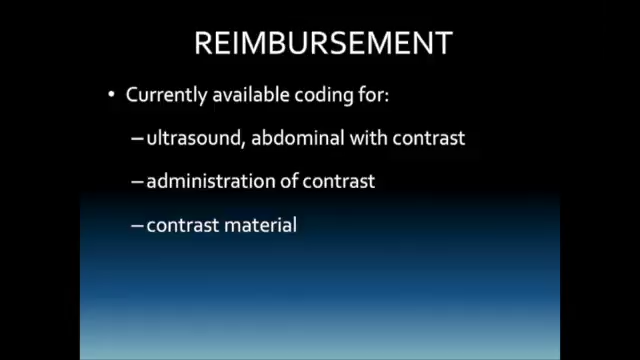 REIMBURSEMENT
• Currently available coding for:
–ultrasound, abdominal with contrast
–administration of contrast
–contrast material